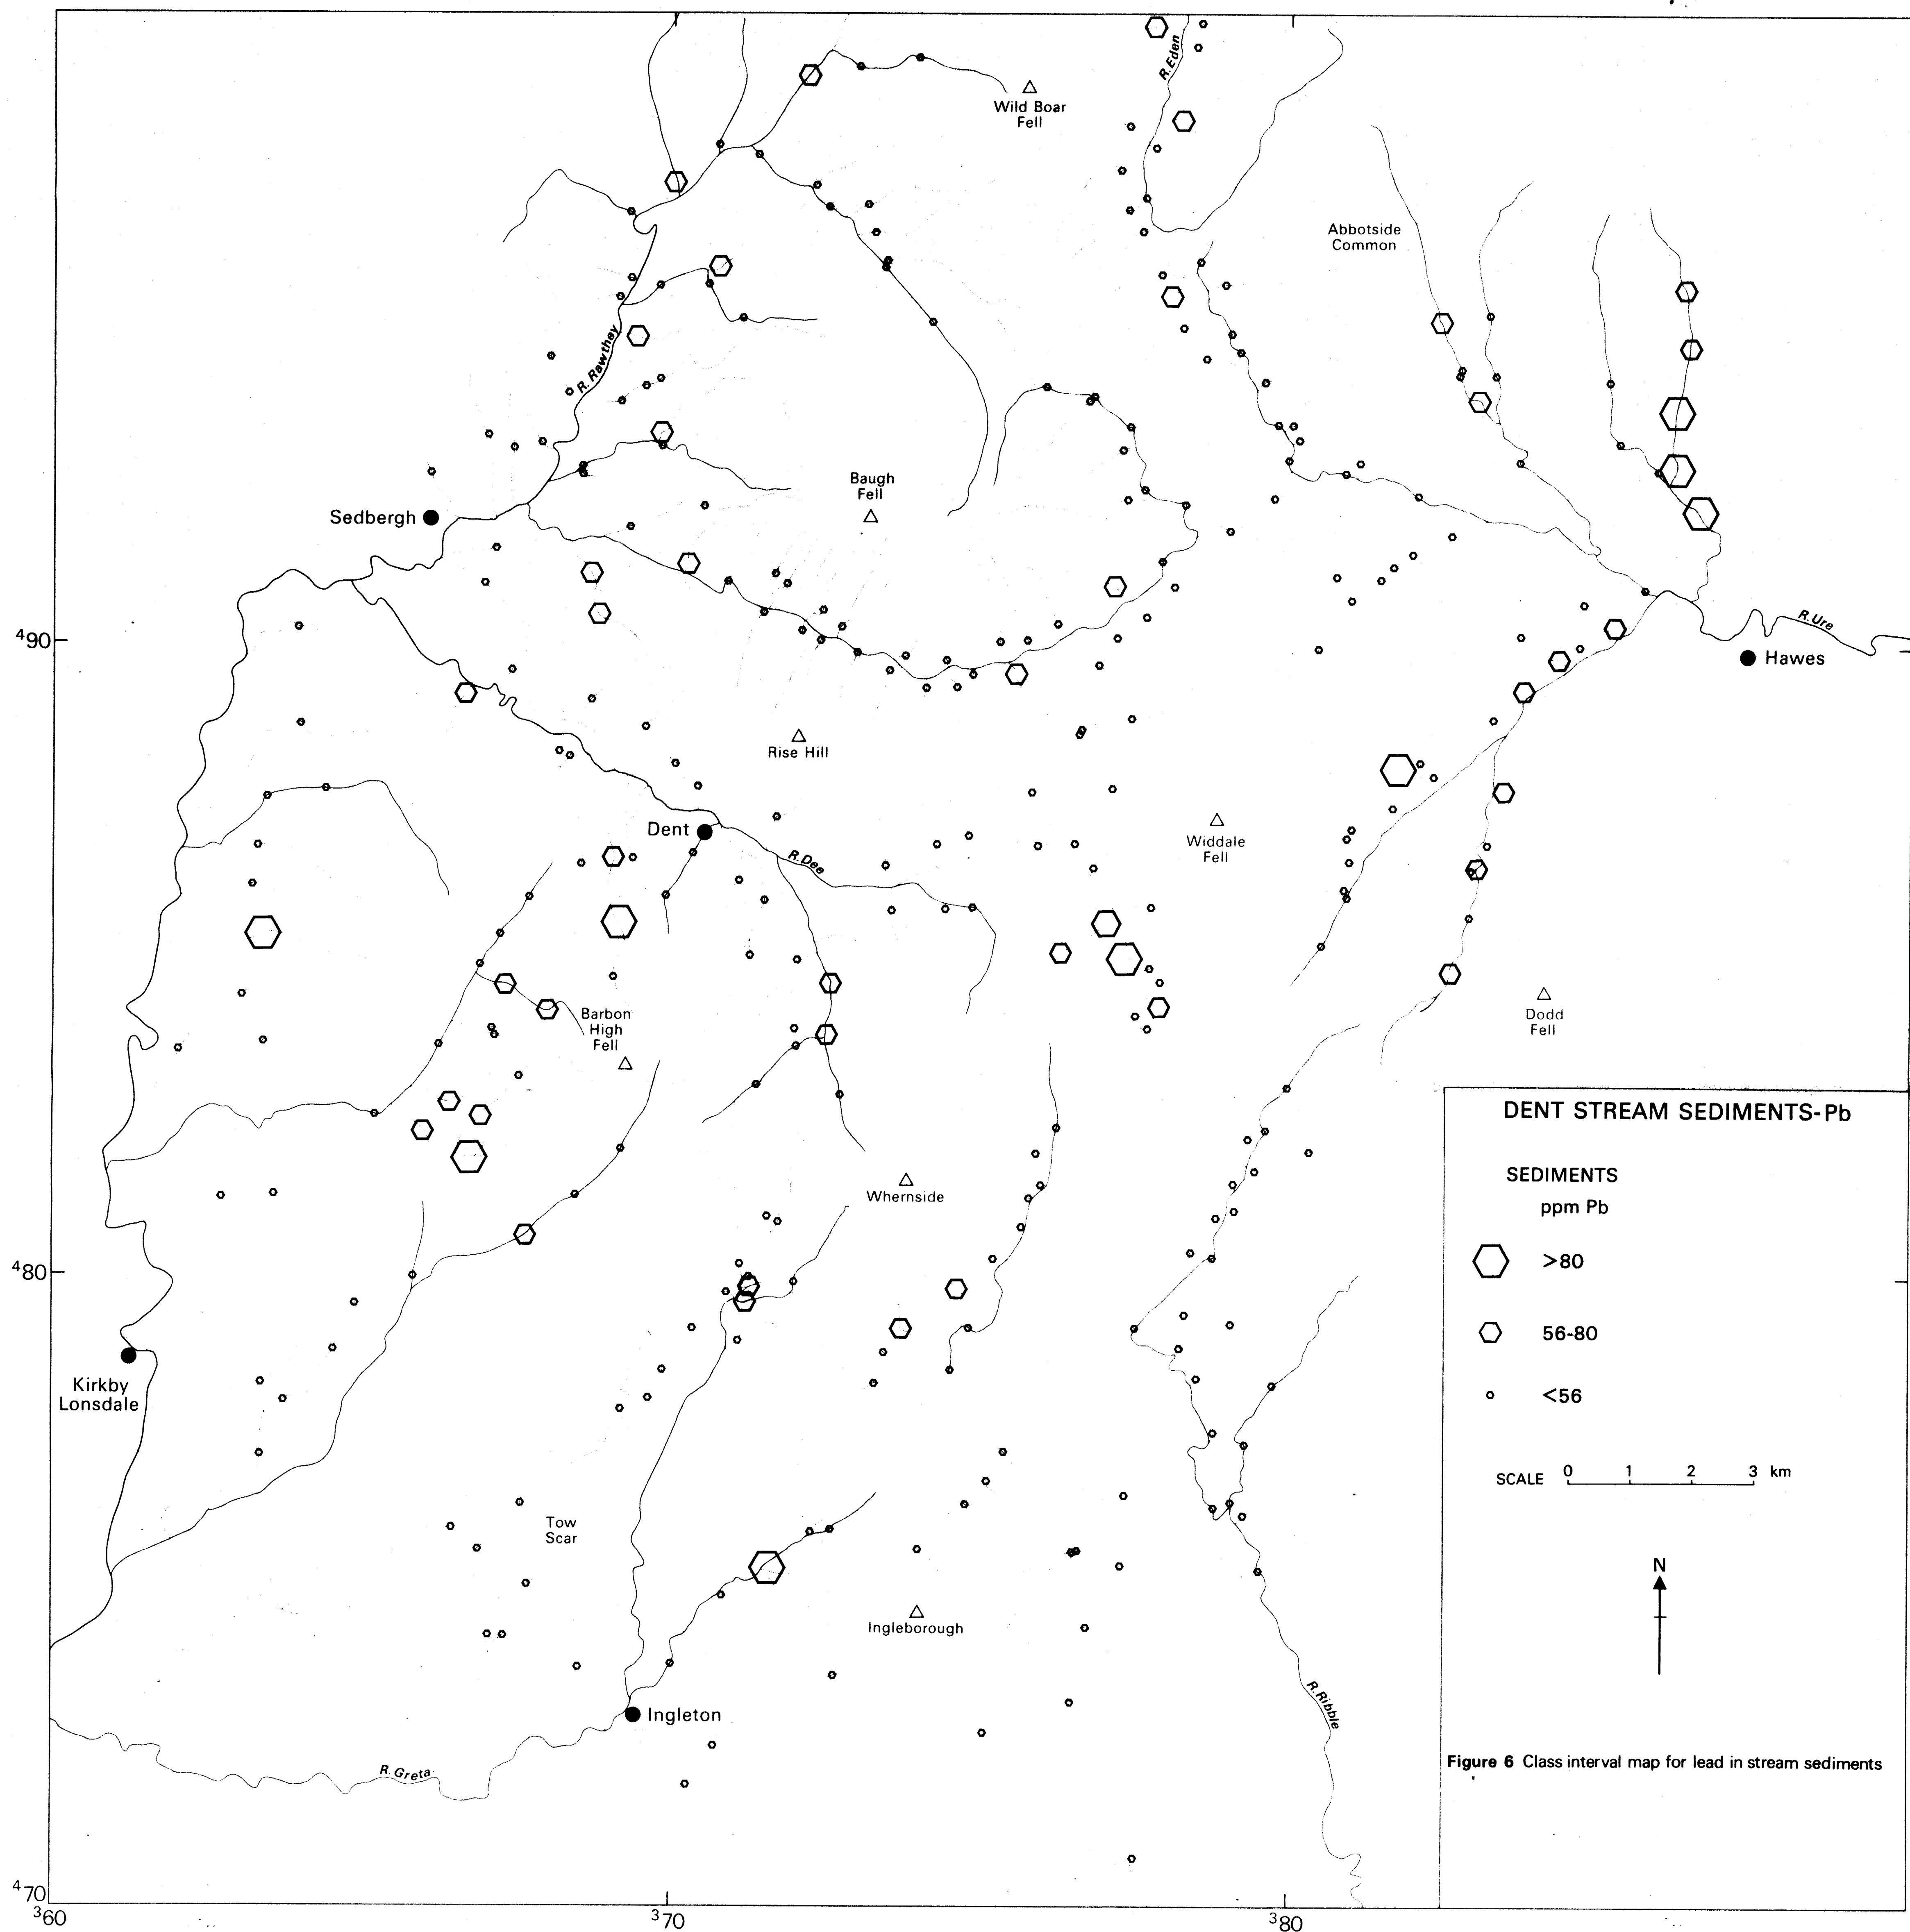 R. Eden
Wild Boar
Fell
Abbotside
Common
R. Rawthey
Baugh
Fell
Sedbergh
R. Ure
490
Hawes
Rise Hill
Dent
R. Dee
Widdale
Fell
Barbon
High
Fell
Dodd
Fell
DENT STREAM SEDIMENTS-Pb
SEDIMENTS
ppm Pb
Whernside
>80
480
56-80
Kirkby
Lonsdale
<56
SCALE 0 1 2 3 km
Tow
Scar
N
Ingleborough
R. Ribble
Ingleton
Figure 6 Class interval map for lead in stream sediments
R. Greta
470
360 370 380